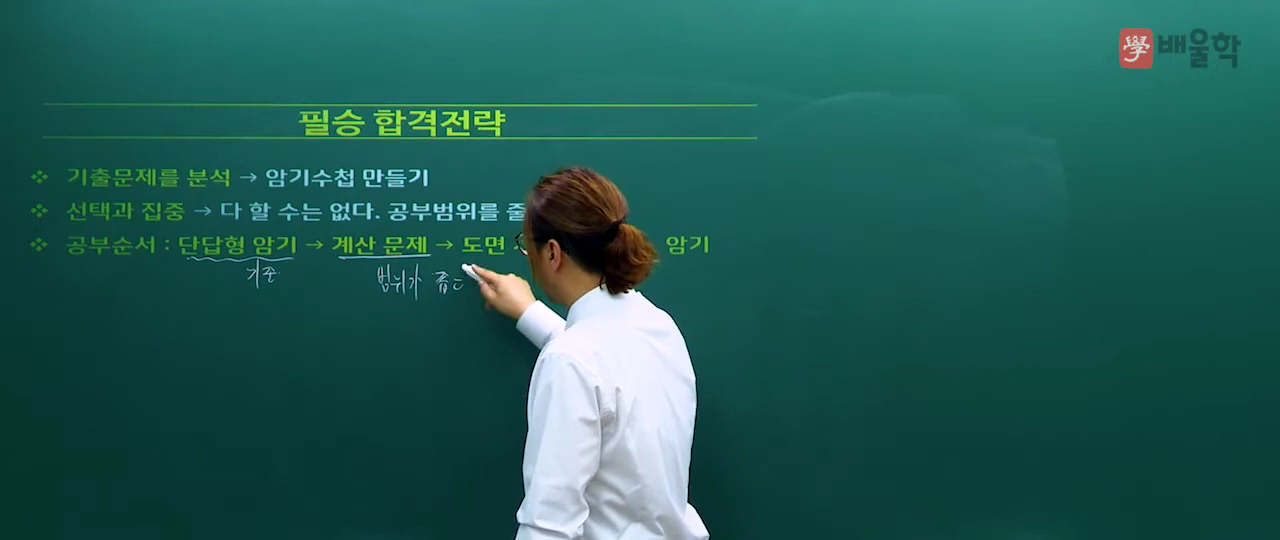 學 배울학
필승 합격전략
❖ 기출문제를 분석 → 암기수첩 만들기
❖ 선택과 집중 → 다 할 수는 없다. 공부범위를 줄
❖ 공부순서 : 단답형 암기 → 계산 문제 → 도면 암기
기준
범위가 좁